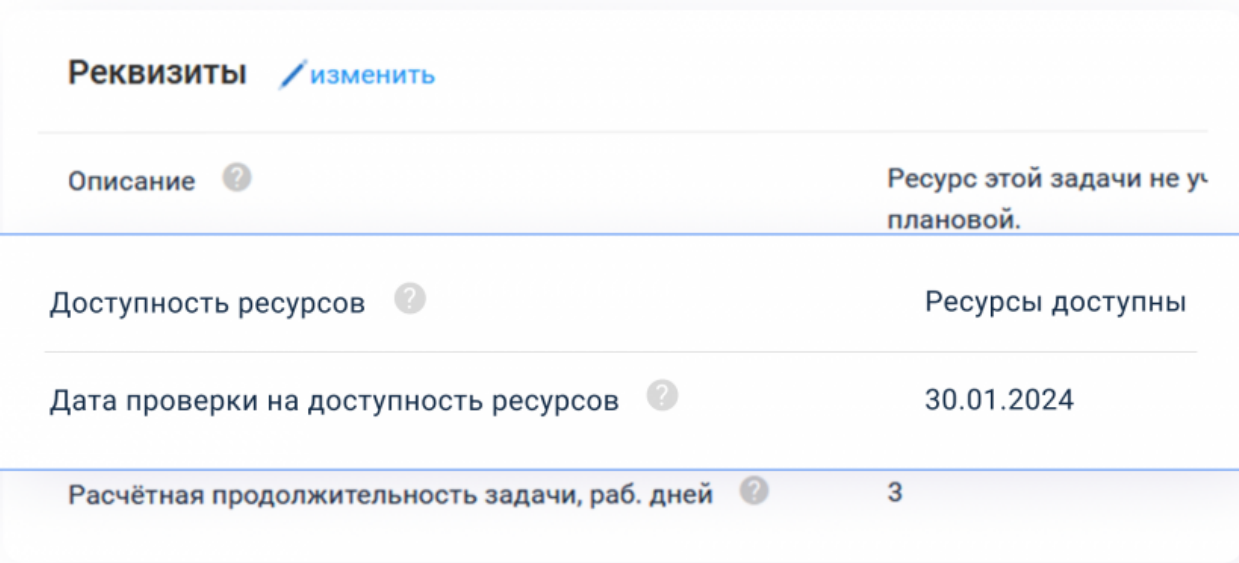 Реквизиты изменить
Описание ? Ресурс этой задачи не
плановой.
Доступность ресурсов ? Ресурсы доступны
Дата проверки на доступность ресурсов ? 30.01.2024
Расчётная продолжительность задачи, раб. дней ? 3